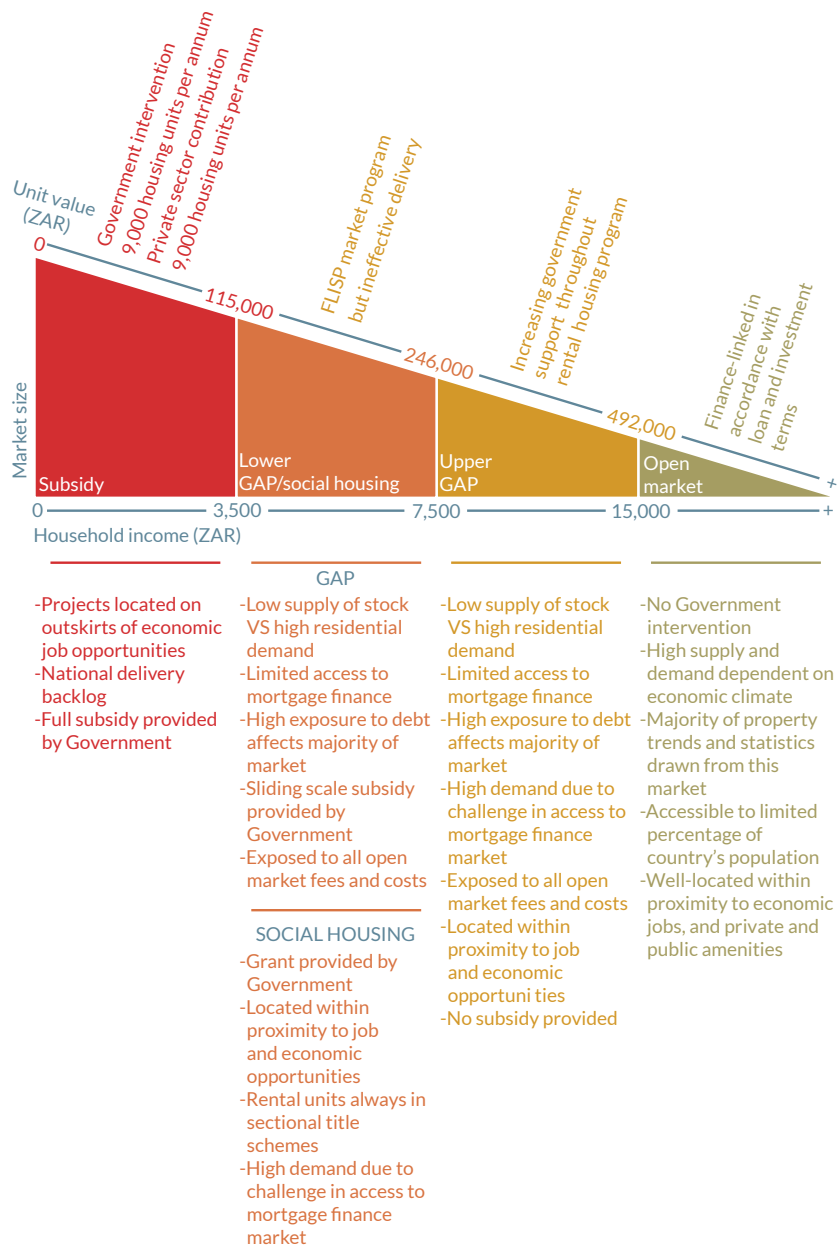 Government intervention
9,000 housing units per annum
Private sector contribution
9,000 housing units per annum
FLISP market program
but ineffective delivery
Increasing government
support throughout
rental housing program
Finance-linked in
accordance with
loan and investment
terms
Unit value
(ZAR)
0
115,000
246,000
492,000
+
Market size
Subsidy
Lower
GAP/social housing
Upper
GAP
Open
market
0
3,500
7,500
15,000
+
Household income (ZAR)
-Projects located on
outskirts of economic
job opportunities
-National delivery
backlog
-Full subsidy provided
by Government
GAP
-Low supply of stock
VS high residential
demand
-Limited access to
mortgage finance
-High exposure to debt
affects majority of
market
-Sliding scale subsidy
provided by
Government
-Exposed to all open
market fees and costs
SOCIAL HOUSING
-Grant provided by
Government
-Located within
proximity to job
and economic
opportunities
-Rental units always in
sectional title
schemes
-High demand due to
challenge in access to
mortgage finance
market
-Low supply of stock
VS high residential
demand
-Limited access to
mortgage finance
-High exposure to debt
affects majority of
market
-High demand due to
challenge in access to
mortgage finance
market
-Exposed to all open
market fees and costs
-Located within
proximity to job
and economic
opportuni ties
-No subsidy provided
-No Government
intervention
-High supply and
demand dependent on
economic climate
-Majority of property
trends and statistics
drawn from this
market
-Accessible to limited
percentage of
country's population
-Well-located within
proximity to economic
jobs, and private and
public amenities